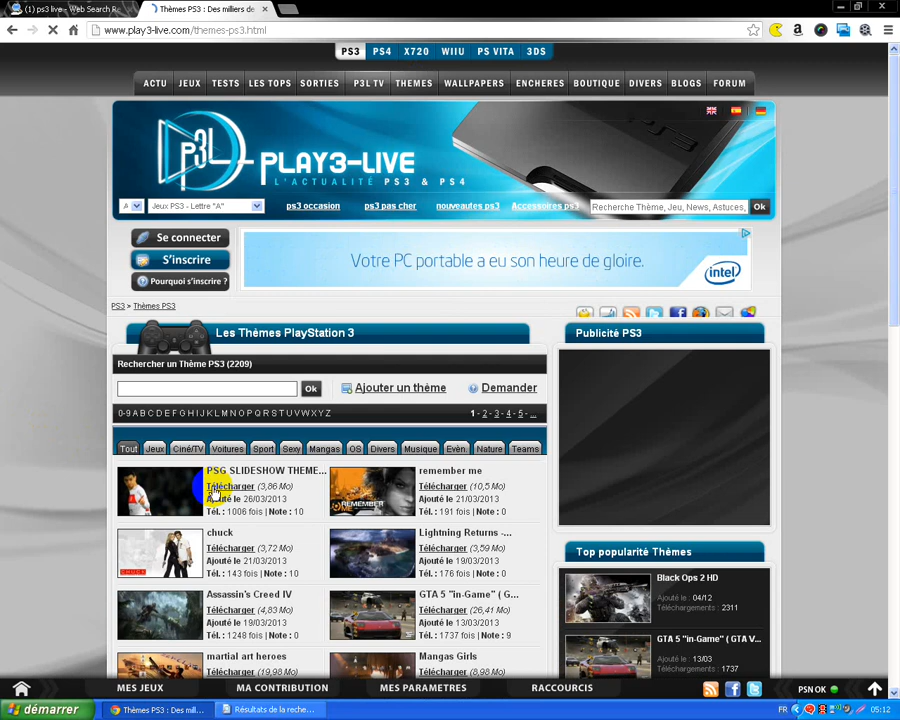 (1) ps3 live - Web Search Re
Thèmes PS3 : Des milliers de
www.play3-live.com/themes-ps3.html
PS3 PS4 X720 WIIU PS VITA 3DS
ACTU JEUX TESTS LES TOPS SORTIES P3L TV THEMES WALLPAPERS ENCHERES BOUTIQUE DIVERS BLOGS FORUM
P3L PLAY3-LIVE
L'ACTUALITÉ PS3 & PS4
A Jeux PS3 - Lettre "A" ps3 occasion ps3 pas cher nouveautes ps3 Accessoires ps3 Recherche Thème, Jeu, News, Astuces, Ok
Se connecter
S'inscrire
Pourquoi s'inscrire ?
Votre PC portable a eu son heure de gloire.
intel
PS3 > Thèmes PS3
Les Thèmes PlayStation 3
Publicité PS3
Rechercher un Thème PS3 (2209)
Ok Ajouter un thème Demander
0-9 A B C D E F G H I J K L M N O P Q R S T U V W X Y Z 1 - 2 - 3 - 4 - 5 - ...
Tout Jeux Ciné/TV Voitures Sport Sexy Mangas OS Divers Musique Evèn. Nature Teams
PSG SLIDESHOW THEME...
Télécharger (3,86 Mo)
Ajouté le 26/03/2013
Tél. : 1006 fois | Note : 10
remember me
Télécharger (10,5 Mo)
Ajouté le 21/03/2013
Tél. : 191 fois | Note : 0
chuck
Télécharger (3,72 Mo)
Ajouté le 21/03/2013
Tél. : 143 fois | Note : 10
Lightning Returns -...
Télécharger (3,59 Mo)
Ajouté le 19/03/2013
Tél. : 176 fois | Note : 0
Assassin's Creed IV
Télécharger (4,83 Mo)
Ajouté le 19/03/2013
Tél. : 1248 fois | Note : 0
GTA 5 "in-Game" ( G...
Télécharger (26,41 Mo)
Ajouté le 13/03/2013
Tél. : 1737 fois | Note : 9
martial art heroes
Télécharger (19,98 Mo)
Mangas Girls
Télécharger (8,98 Mo)
REMEMBER ME
CHUCK
Top popularité Thèmes
Black Ops 2 HD
Ajouté le : 04/12
Téléchargements : 2311
GTA 5 "in-Game" ( GTA V...
Ajouté le : 13/03
Téléchargements : 1737
MES JEUX MA CONTRIBUTION MES PARAMETRES RACCOURCIS PSN OK
démarrer Thèmes PS3 : Des mil... Résultats de la reche... FR 05:12